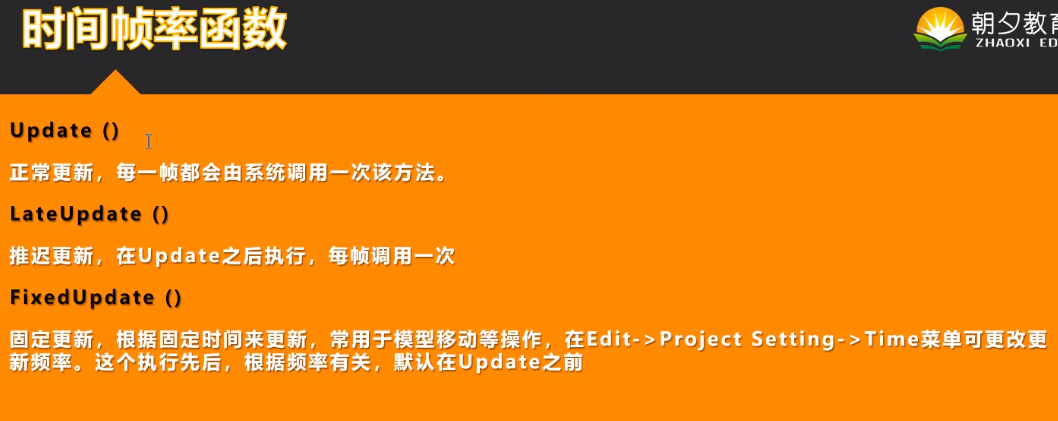 时间帧率函数
朝夕教育
ZHAOXI ED
Update ()
正常更新，每一帧都会由系统调用一次该方法。
LateUpdate ()
推迟更新，在Update之后执行，每帧调用一次
FixedUpdate ()
固定更新，根据固定时间来更新，常用于模型移动等操作，在Edit->Project Setting->Time菜单可更改更
新频率。这个执行先后，根据频率有关，默认在Update之前